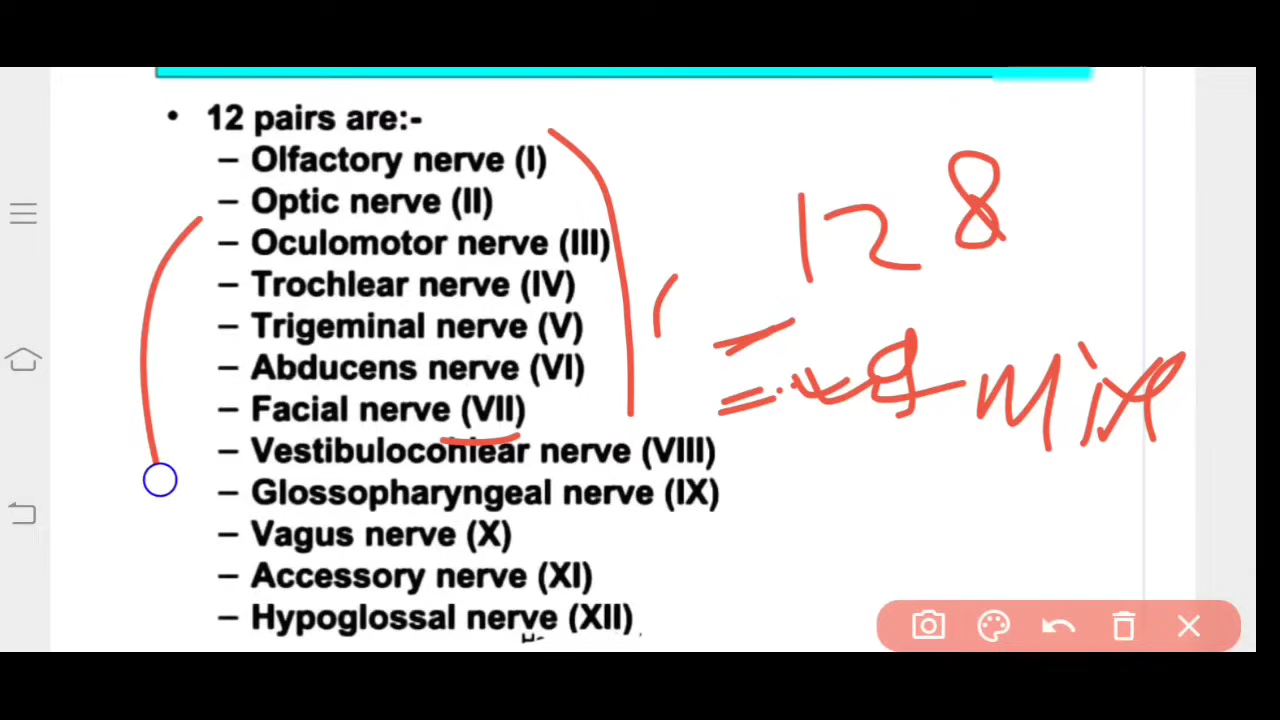 • 12 pairs are:-
– Olfactory nerve (I)
– Optic nerve (II)
– Oculomotor nerve (III)
– Trochlear nerve (IV)
– Trigeminal nerve (V)
– Abducens nerve (VI)
– Facial nerve (VII)
– Vestibulocohlear nerve (VIII)
– Glossopharyngeal nerve (IX)
– Vagus nerve (X)
– Accessory nerve (XI)
– Hypoglossal nerve (XII)
12 8
Mix